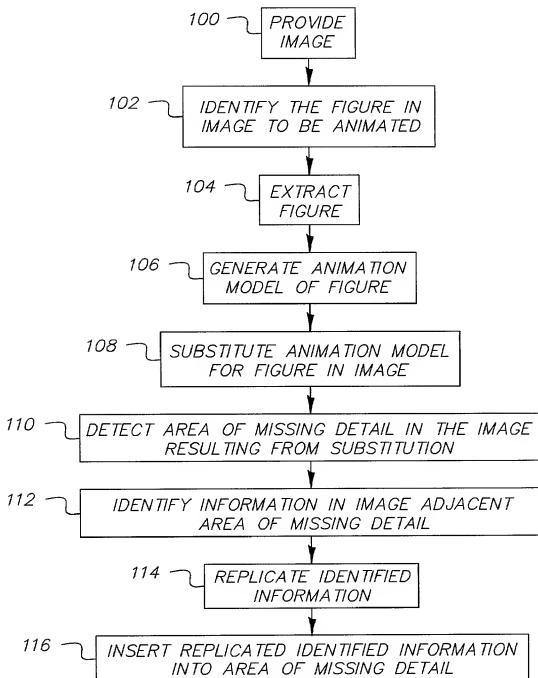 100
PROVIDE
IMAGE
102
IDENTIFY THE FIGURE IN
IMAGE TO BE ANIMATED
104
EXTRACT
FIGURE
106
GENERATE ANIMATION
MODEL OF FIGURE
108
SUBSTITUTE ANIMATION MODEL
FOR FIGURE IN IMAGE
110
DETECT AREA OF MISSING DETAIL IN THE IMAGE
RESULTING FROM SUBSTITUTION
112
IDENTIFY INFORMATION IN IMAGE ADJACENT
AREA OF MISSING DETAIL
114
REPLICATE IDENTIFIED
INFORMATION
116
INSERT REPLICATED IDENTIFIED INFORMATION
INTO AREA OF MISSING DETAIL